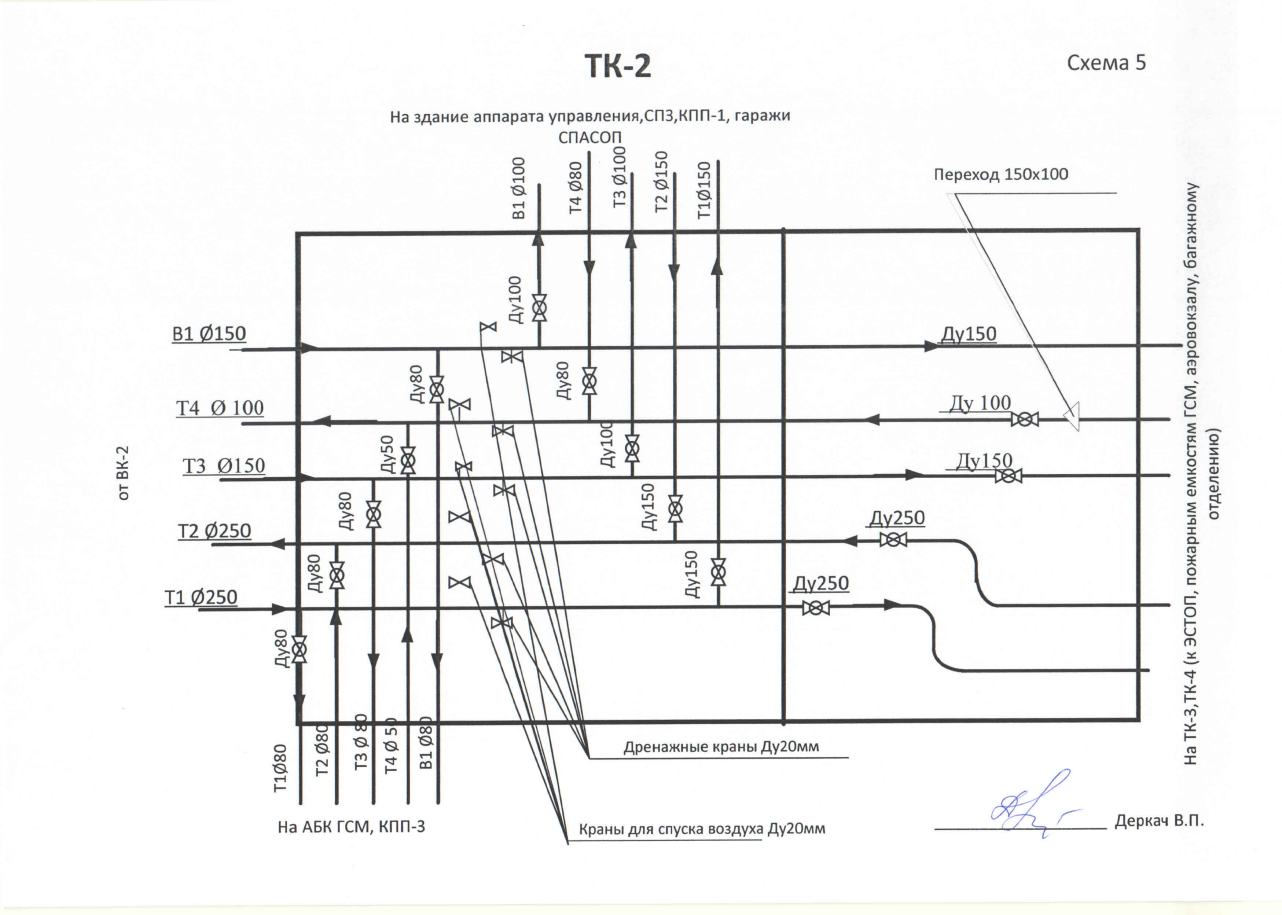 ТК-2
Схема 5
На здание аппарата управления,СПЗ,КПП-1, гаражи
СПАСОП
В1 Ø100
Т4 Ø80
Т3 Ø100
Т2 Ø150
Т1Ø150
Переход 150х100
На ТК-3,ТК-4 (к ЭСТОП, пожарным емкостям ГСМ, аэровокзалу, багажному
отделению)
от ВК-2
В1 Ø150
Ду100
Ду150
Ду80
Ду80
Т4 Ø 100
Ду 100
Ду50
Ду100
Т3 Ø150
Ду150
Ду80
Ду150
Т2 Ø250
Ду250
Ду80
Ду150
Т1 Ø250
Ду250
Ду80
Т1Ø80
Т2 Ø80
Т3 Ø 80
Т4 Ø 50
В1 Ø80
Дренажные краны Ду20мм
На АБК ГСМ, КПП-3
Краны для спуска воздуха Ду20мм
Деркач В.П.